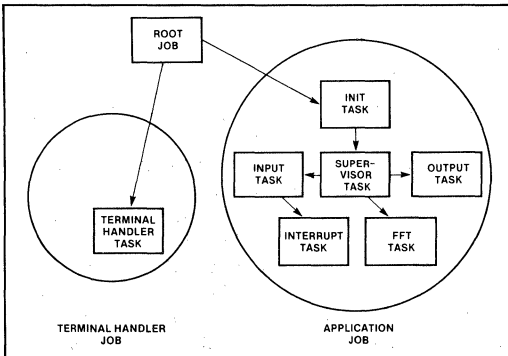 ROOT
JOB
INIT
TASK
INPUT
TASK
SUPER-
VISOR
TASK
OUTPUT
TASK
TERMINAL
HANDLER
TASK
INTERRUPT
TASK
FFT
TASK
TERMINAL HANDLER
JOB
APPLICATION
JOB